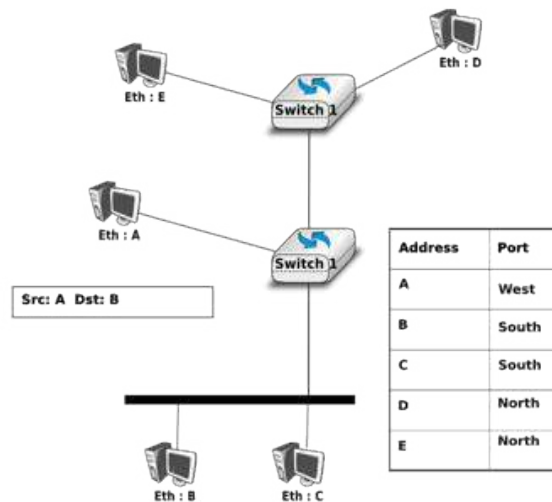 Eth : D
Eth : E
Switch 1
Eth : A
Switch 1
Address Port
A West
Src: A Dst: B
B South
C South
D North
E North
Eth : B
Eth : C